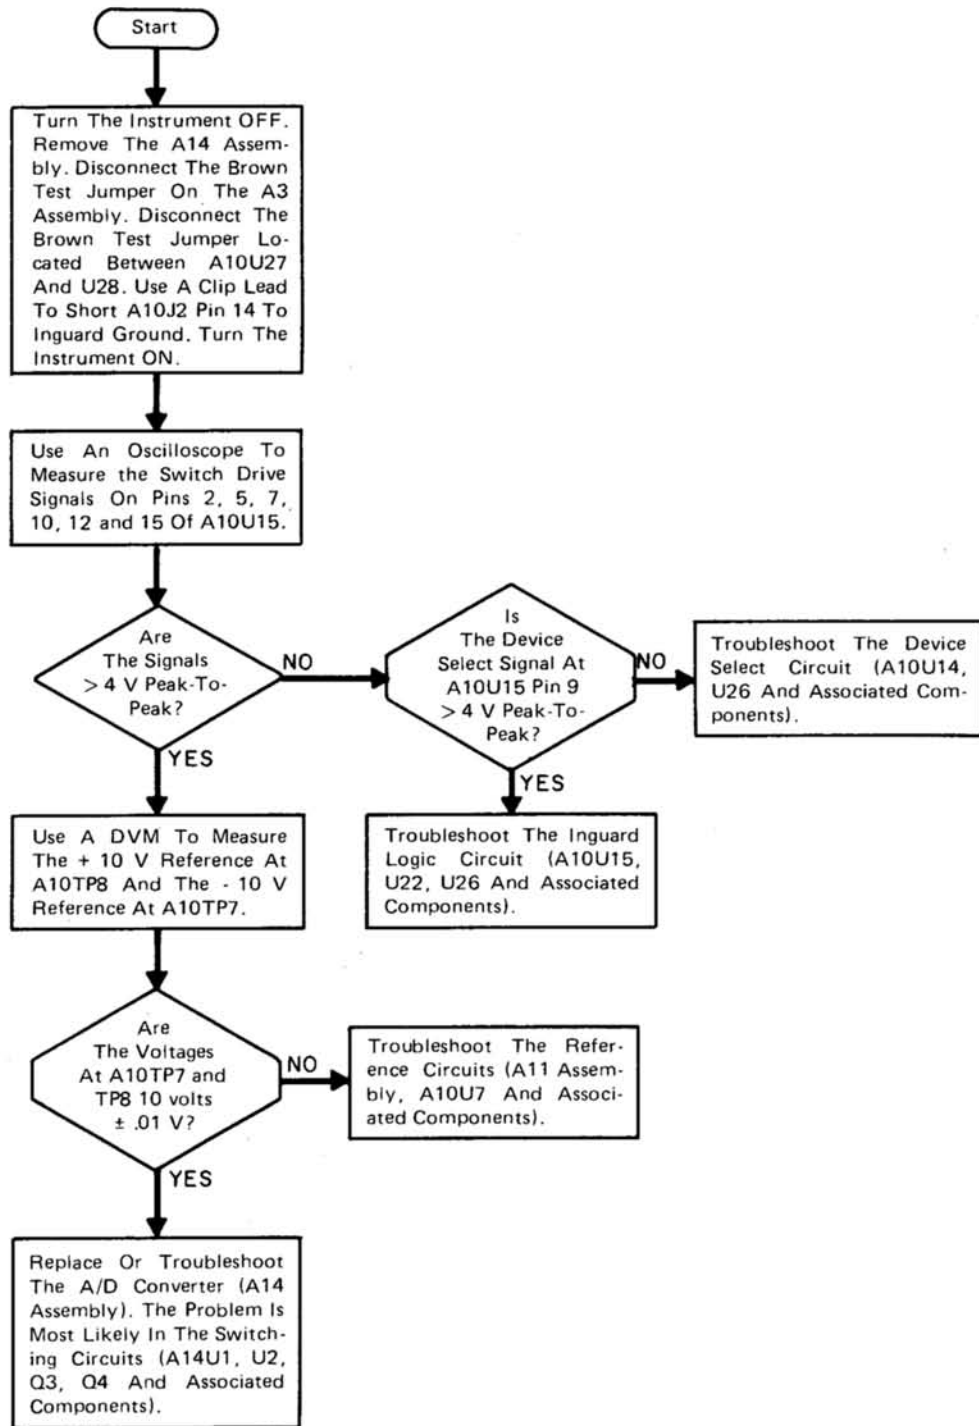 Start
Turn The Instrument OFF.
Remove The A14 Assem-
bly. Disconnect The Brown
Test Jumper On The A3
Assembly. Disconnect The
Brown Test Jumper Lo-
cated Between A10U27
And U28. Use A Clip Lead
To Short A10J2 Pin 14 To
Inguard Ground. Turn The
Instrument ON.
Use An Oscilloscope To
Measure the Switch Drive
Signals On Pins 2, 5, 7,
10, 12 and 15 Of A10U15.
Are
The Signals
> 4 V Peak-To-
Peak?
NO
Is
The Device
Select Signal At
A10U15 Pin 9
> 4 V Peak-To-
Peak?
NO
Troubleshoot The Device
Select Circuit (A10U14,
U26 And Associated Com-
ponents).
YES
YES
Use A DVM To Measure
The + 10 V Reference At
A10TP8 And The - 10 V
Reference At A10TP7.
Troubleshoot The Inguard
Logic Circuit (A10U15,
U22, U26 And Associated
Components).
Are
The Voltages
At A10TP7 and
TP8 10 volts
± .01 V?
NO
Troubleshoot The Refer-
ence Circuits (A11 Assem-
bly, A10U7 And Associ-
ated Components).
YES
Replace Or Troubleshoot
The A/D Converter (A14
Assembly). The Problem Is
Most Likely In The Switch-
ing Circuits (A14U1, U2,
Q3, Q4 And Associated
Components).